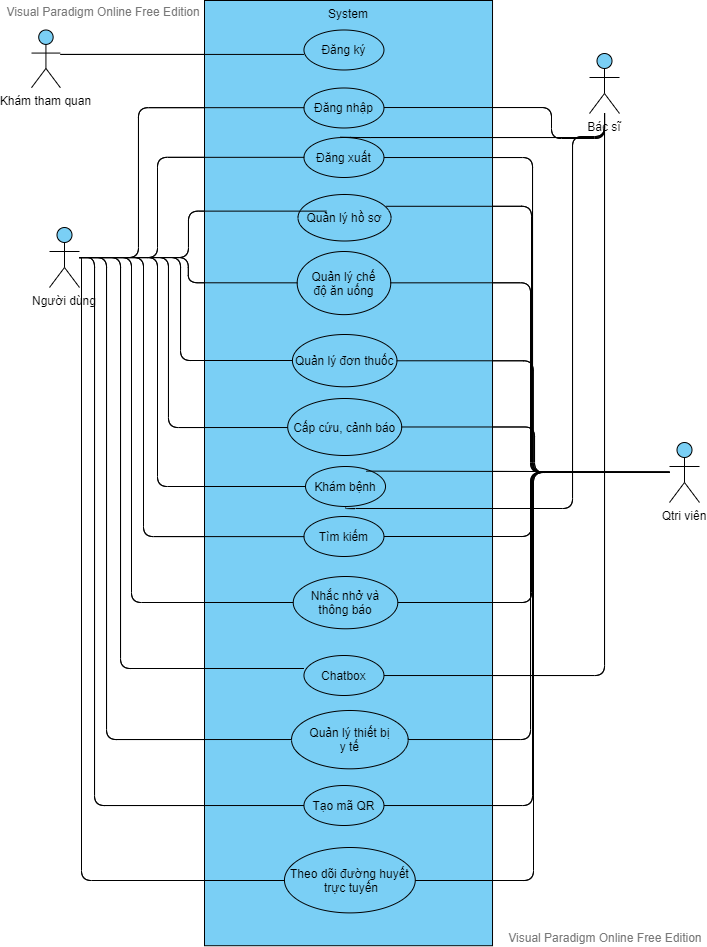 Visual Paradigm Online Free Edition
System
Đăng ký
Khám tham quan
Đăng nhập
Bác sĩ
Đăng xuất
Quản lý hồ sơ
Người dùng
Quản lý chế
độ ăn uống
Quản lý đơn thuốc
Cấp cứu, cảnh báo
Khám bệnh
Qtri viên
Tìm kiếm
Nhắc nhở và
thông báo
Chatbox
Quản lý thiết bị
y tế
Tạo mã QR
Theo dõi đường huyết
trực tuyến
Visual Paradigm Online Free Edition